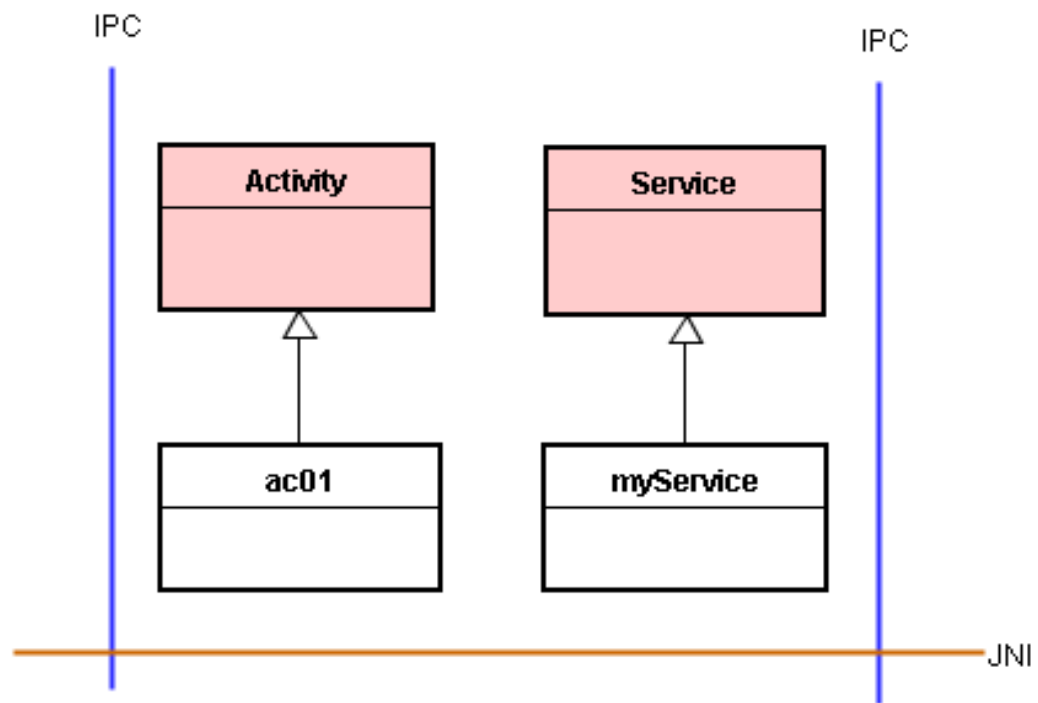 IPC
IPC
Activity
Service
ac01
myService
JNI